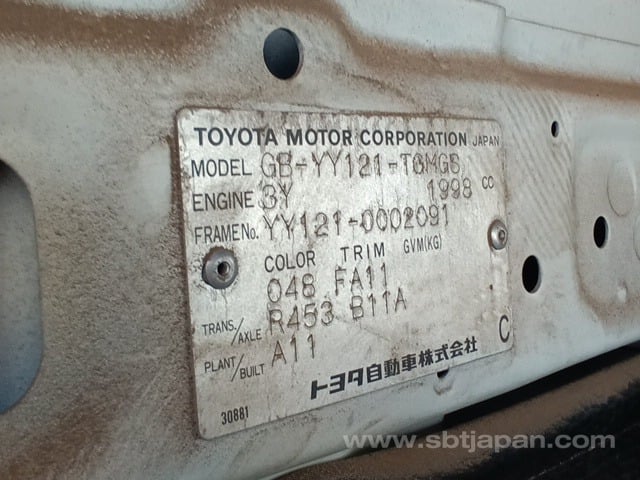 TOYOTA MOTOR CORPORATION JAPAN
MODEL GB-YY121-TGMGS
ENGINE 3Y 1998 CC
FRAME No. YY121-0002091
COLOR TRIM GVM(KG)
048 FA11
TRANS./AXLE R453 B11A
PLANT/BUILT A11
C
トヨタ自動車株式会社
30881
www.sbtjapan.com